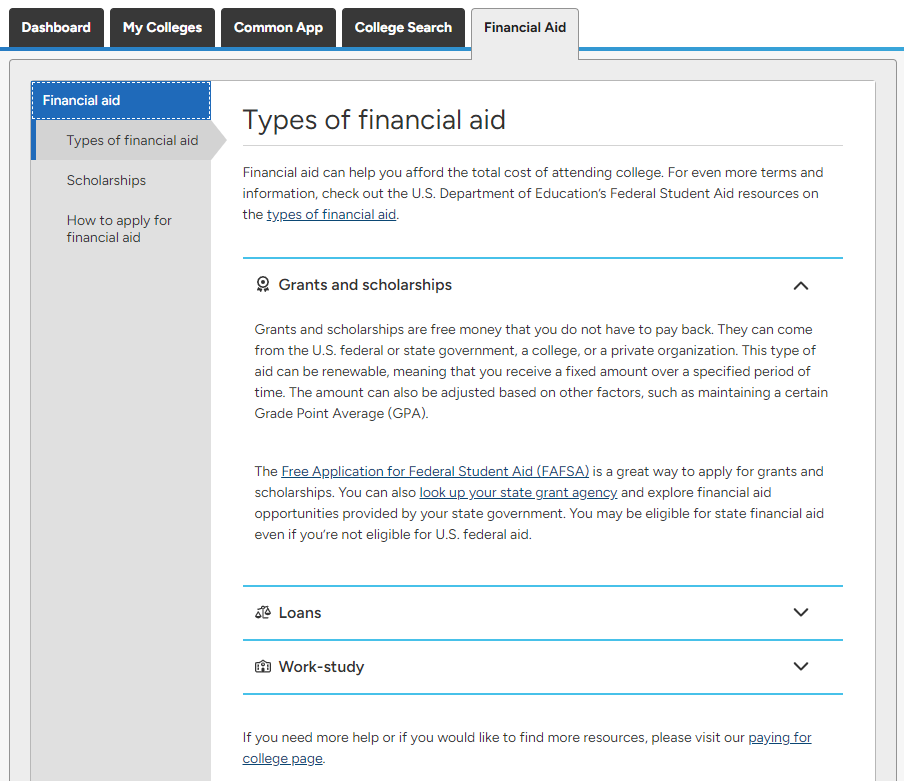 Dashboard
My Colleges
Common App
College Search
Financial Aid
Financial aid
Types of financial aid
Scholarships
How to apply for
financial aid
Types of financial aid
Financial aid can help you afford the total cost of attending college. For even more terms and
information, check out the U.S. Department of Education's Federal Student Aid resources on
the types of financial aid.
Grants and scholarships
Grants and scholarships are free money that you do not have to pay back. They can come
from the U.S. federal or state government, a college, or a private organization. This type of
aid can be renewable, meaning that you receive a fixed amount over a specified period of
time. The amount can also be adjusted based on other factors, such as maintaining a certain
Grade Point Average (GPA).
The Free Application for Federal Student Aid (FAFSA) is a great way to apply for grants and
scholarships. You can also look up your state grant agency and explore financial aid
opportunities provided by your state government. You may be eligible for state financial aid
even if you're not eligible for U.S. federal aid.
Loans
Work-study
If you need more help or if you would like to find more resources, please visit our paying for
college page.